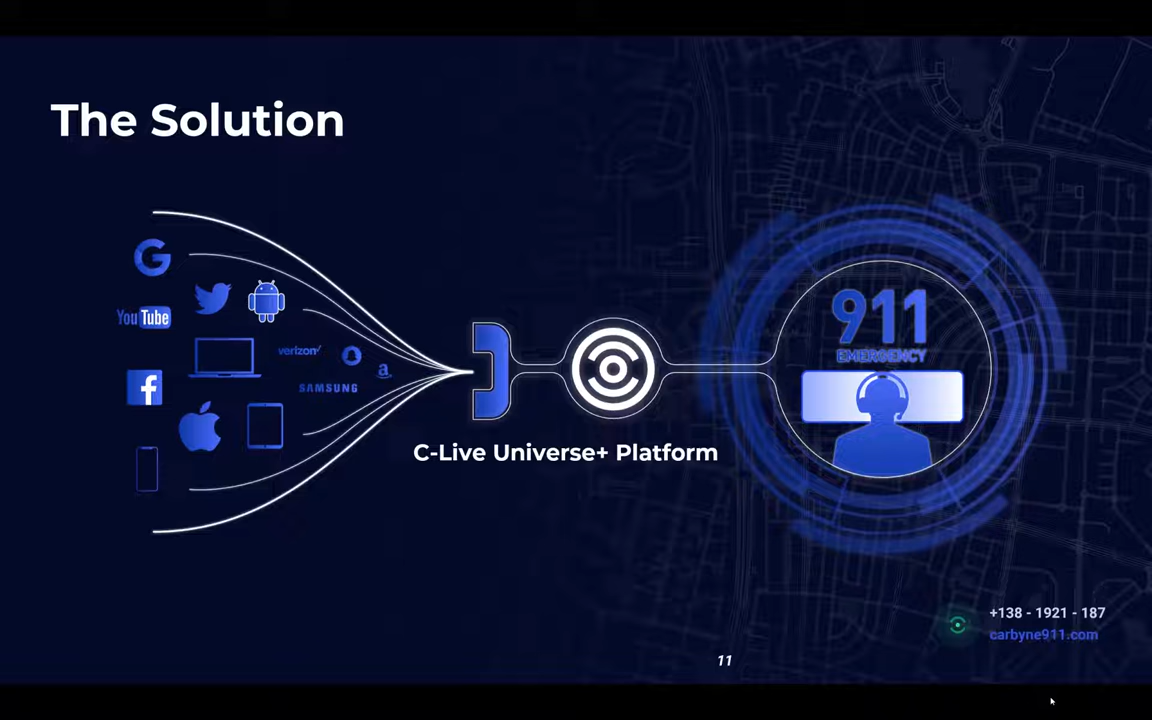 The Solution
G
YouTube
verizon✓
a
f
SAMSUNG
911
EMERGENCY
C-Live Universe+ Platform
+138 - 1921 - 187
carbyne911.com
11